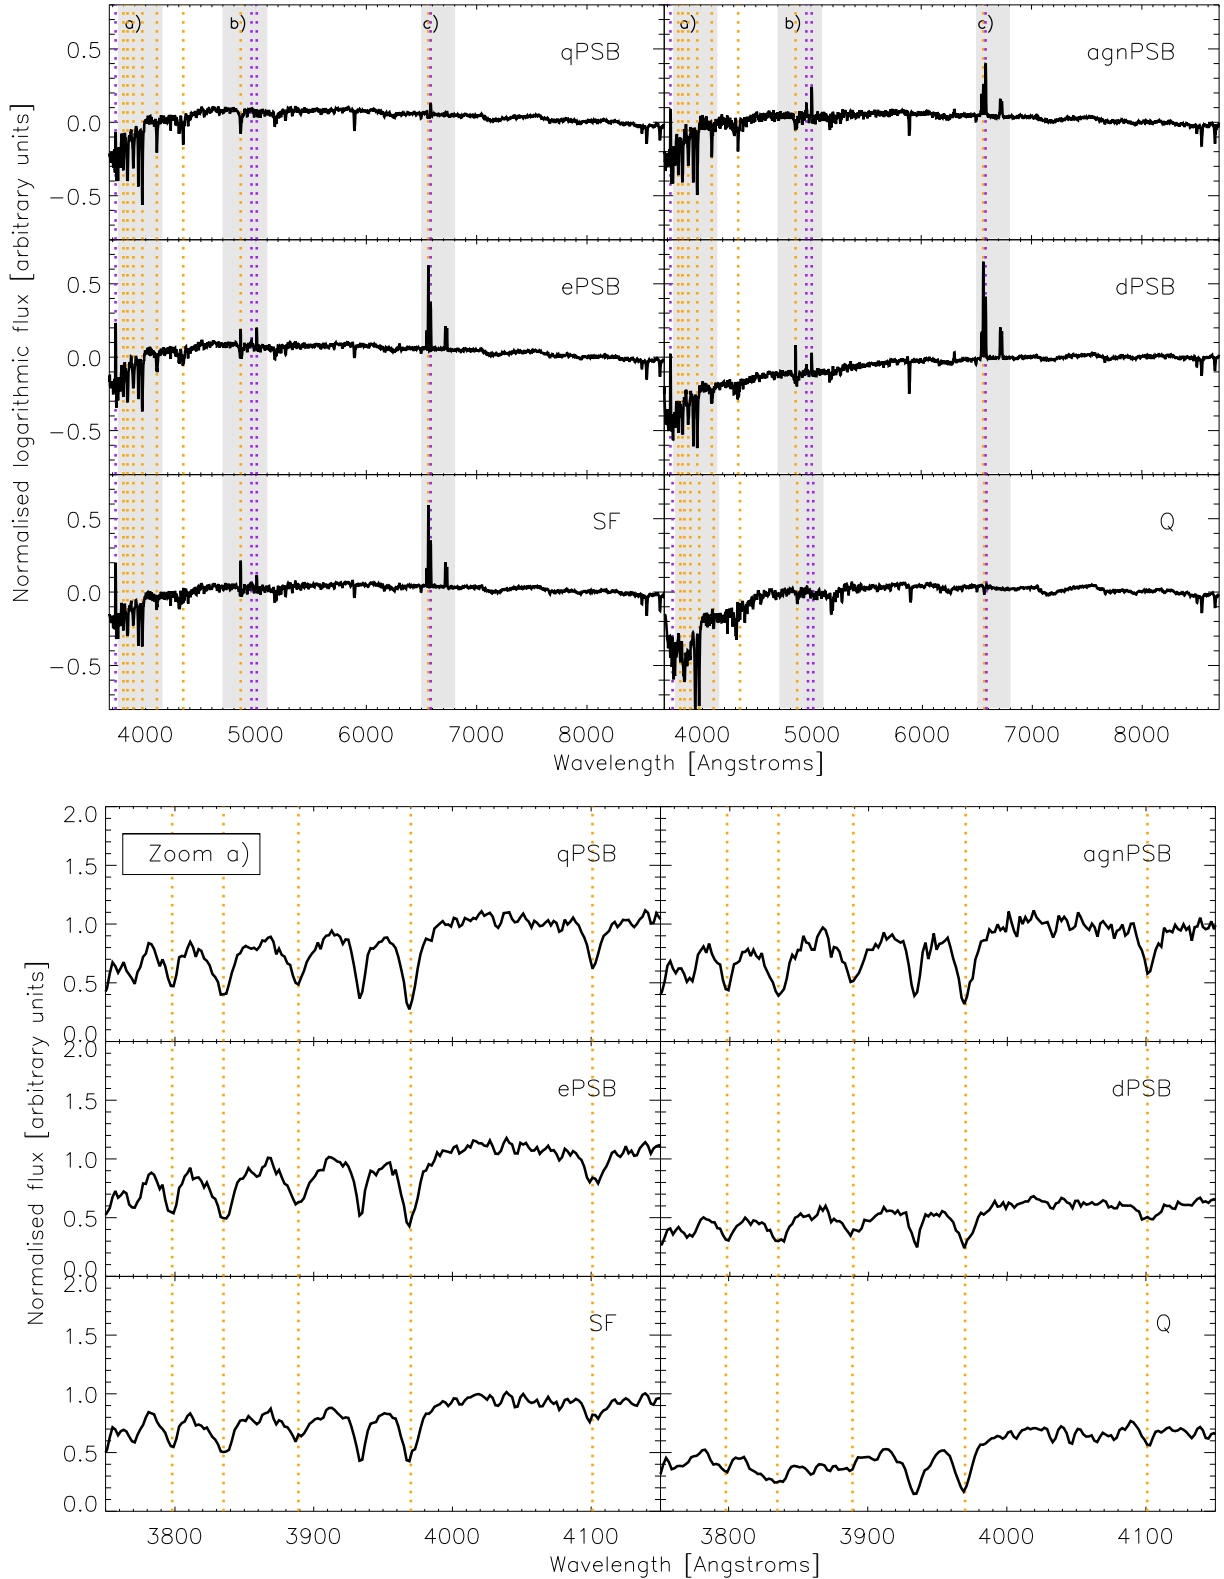 a) b) c)
qPSB
a) b) c)
agnPSB
0.5
0.0
−0.5
ePSB
dPSB
0.5
0.0
−0.5
SF
Q
0.5
0.0
−0.5
Normalised logarithmic flux [arbitrary units]
4000 5000 6000 7000 8000
4000 5000 6000 7000 8000
Wavelength [Angstroms]
2.0
1.5
1.0
0.5
0.0
Zoom a)
qPSB
agnPSB
2.0
1.5
1.0
0.5
0.0
ePSB
dPSB
2.0
1.5
1.0
0.5
0.0
SF
Q
Normalised flux [arbitrary units]
3800 3900 4000 4100
3800 3900 4000 4100
Wavelength [Angstroms]